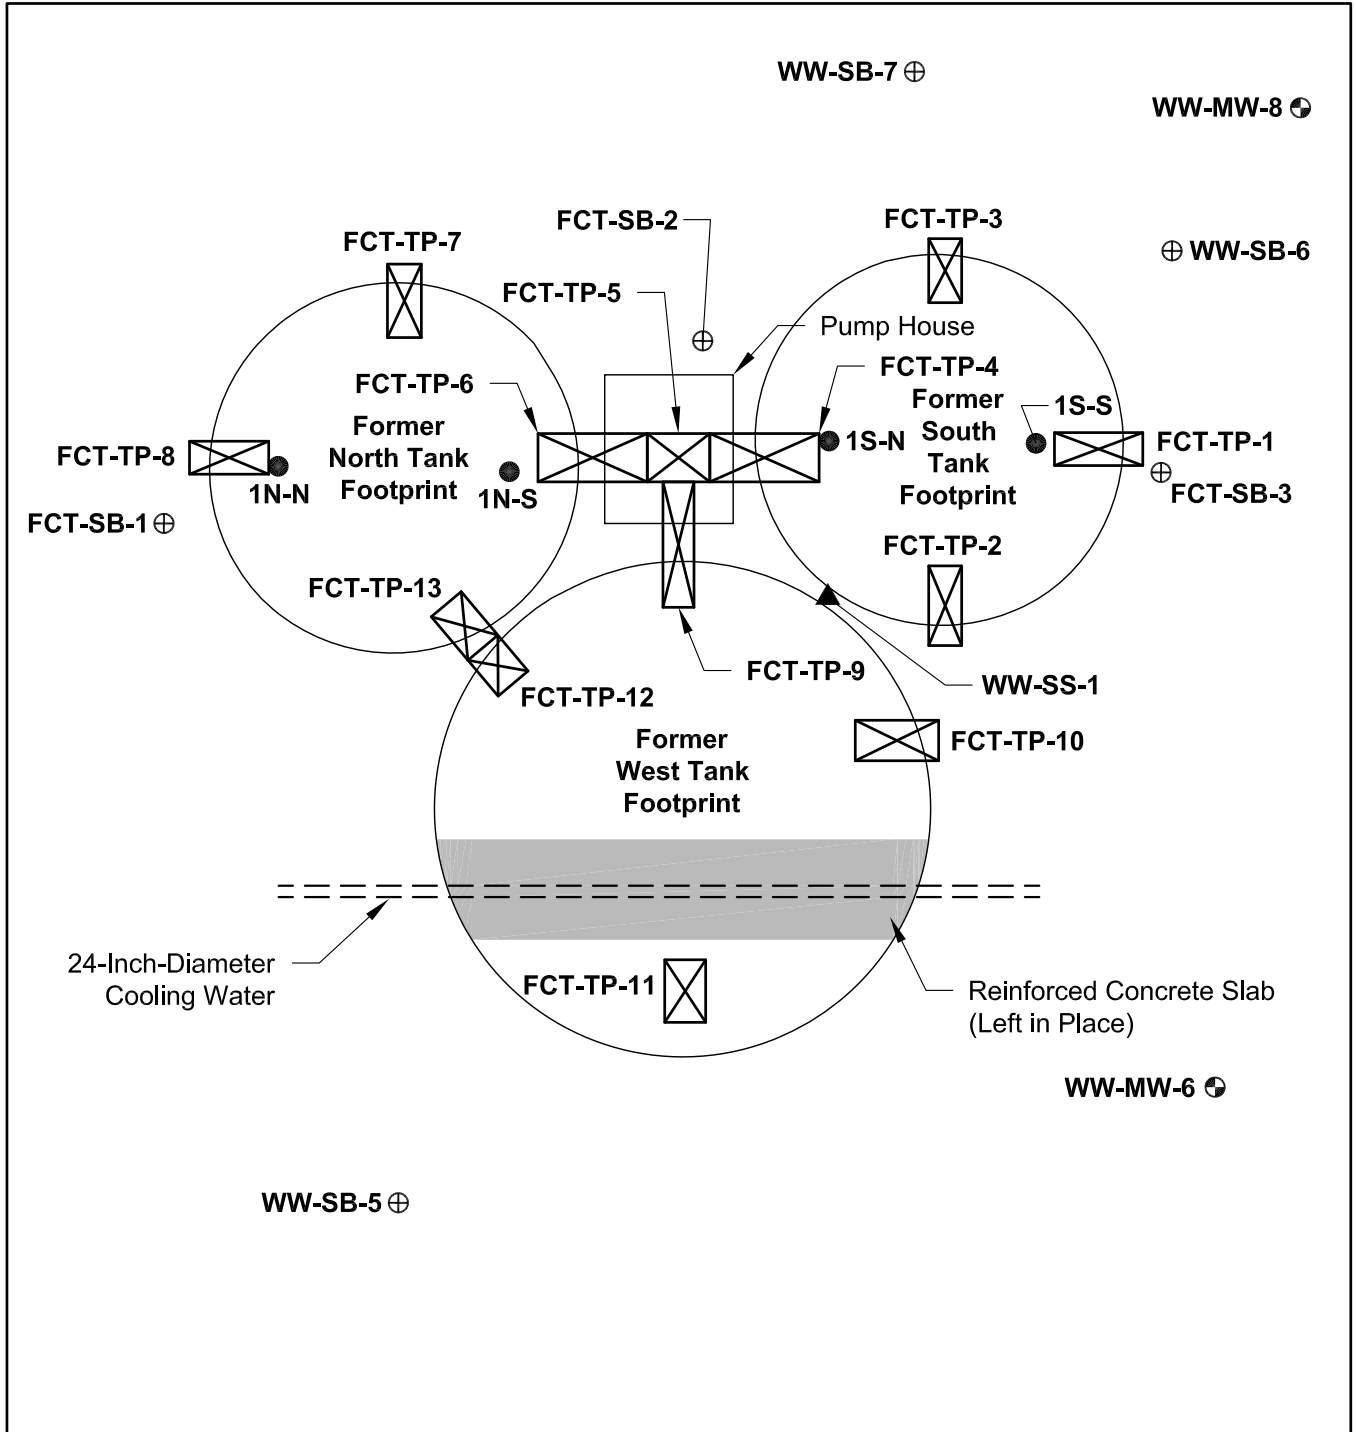 WW-SB-7
WW-MW-8
FCT-SB-2
FCT-TP-3
FCT-TP-7
WW-SB-6
FCT-TP-5
Pump House
FCT-TP-6
FCT-TP-4
Former
South
Tank
Footprint
1S-S
Former
North Tank
Footprint
1S-N
FCT-TP-1
FCT-TP-8
1N-N
1N-S
FCT-SB-3
FCT-SB-1
FCT-TP-2
FCT-TP-13
FCT-TP-9
WW-SS-1
FCT-TP-12
Former
West Tank
Footprint
FCT-TP-10
24-Inch-Diameter
Cooling Water
FCT-TP-11
Reinforced Concrete Slab
(Left in Place)
WW-MW-6
WW-SB-5